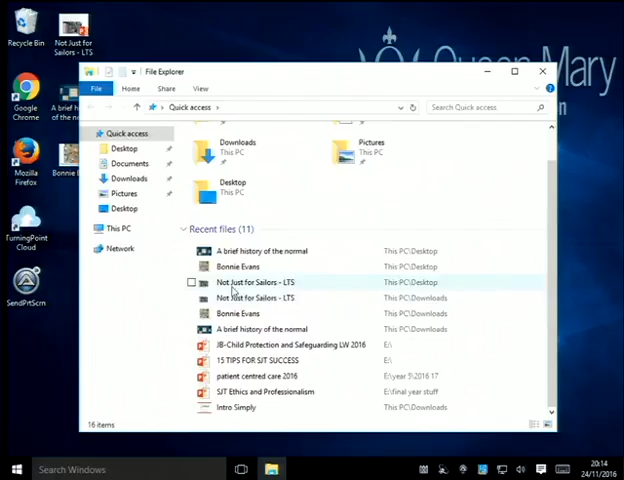 Recycle Bin
Not Just for
Sailors - LTS
Queen Mary
Google
Chrome
A brief his
of the no
Mozilla
Firefox
Bonnie E
TurningPoint
Cloud
SendPrtScrn
File Explorer
File Home Share View
Quick access
Search Quick access
Quick access
Desktop
Documents
Downloads
Pictures
Desktop
This PC
Network
Downloads
This PC
Pictures
This PC
Desktop
This PC
Recent files (11)
A brief history of the normal This PC\Desktop
Bonnie Evans This PC\Desktop
Not Just for Sailors - LTS This PC\Desktop
Not Just for Sailors - LTS This PC\Downloads
Bonnie Evans This PC\Downloads
A brief history of the normal This PC\Downloads
JB-Child Protection and Safeguarding LW 2016 E:\
15 TIPS FOR SJT SUCCESS E:\
patient centred care 2016 E:\year 5\2016 17
SJT Ethics and Professionalism E:\final year stuff
Intro Simply This PC\Downloads
16 items
Search Windows
20:14
24/11/2016